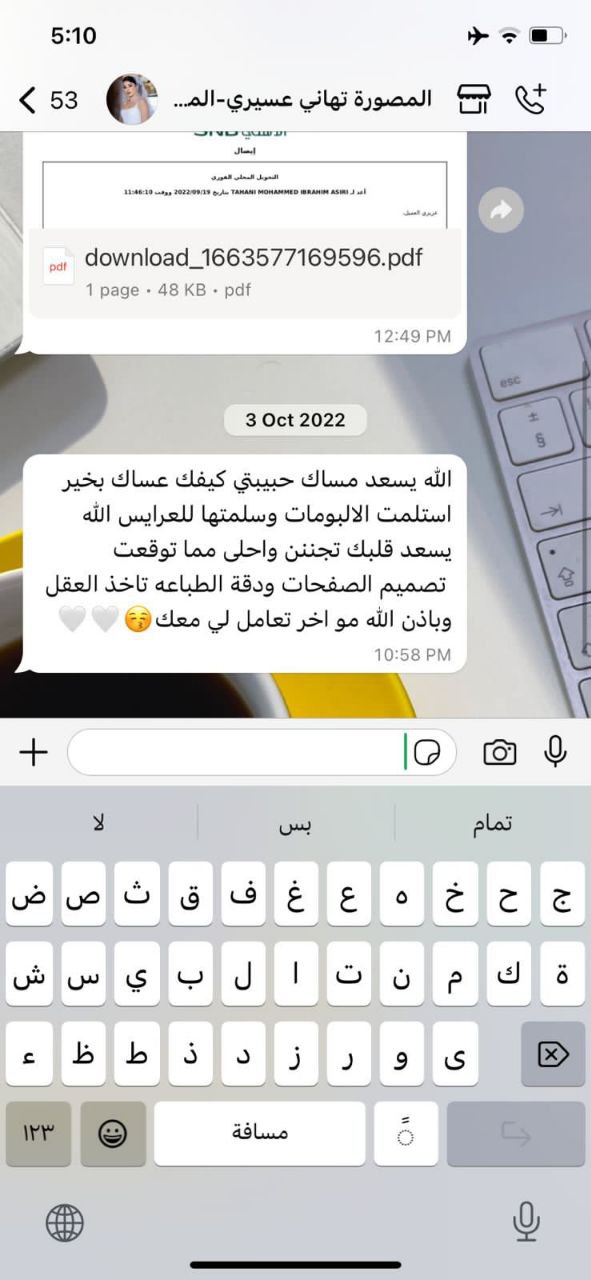 5:10
53
المصورة تهاني عسيري-الم...
إيصال
التحويل المحلي الفوري
أعد لـ TAHANI MOHAMMED IBRAHIM ASIRI بتاريخ 2022/09/19 ووقت 11:46:10
عزيزي العميل،
pdf
download_1663577169596.pdf
1 page • 48 KB • pdf
12:49 PM
esc
3 Oct 2022
الله يسعد مساك حبيبتي كيفك عساك بخير
استلمت الالبومات وسلمتها للعرايس الله
يسعد قلبك تجننن واحلى مما توقعت
تصميم الصفحات ودقة الطباعه تاخذ العقل
وباذن الله مو اخر تعامل لي معك😚🤍🤍
10:58 PM
± §
تمام بس لا
ض ص ث ق ف غ ع ه خ ح ج
ش س ي ب ل ا ت ن م ك ة
ء ظ ط ذ د ز ر و ى
١٢٣ مسافة